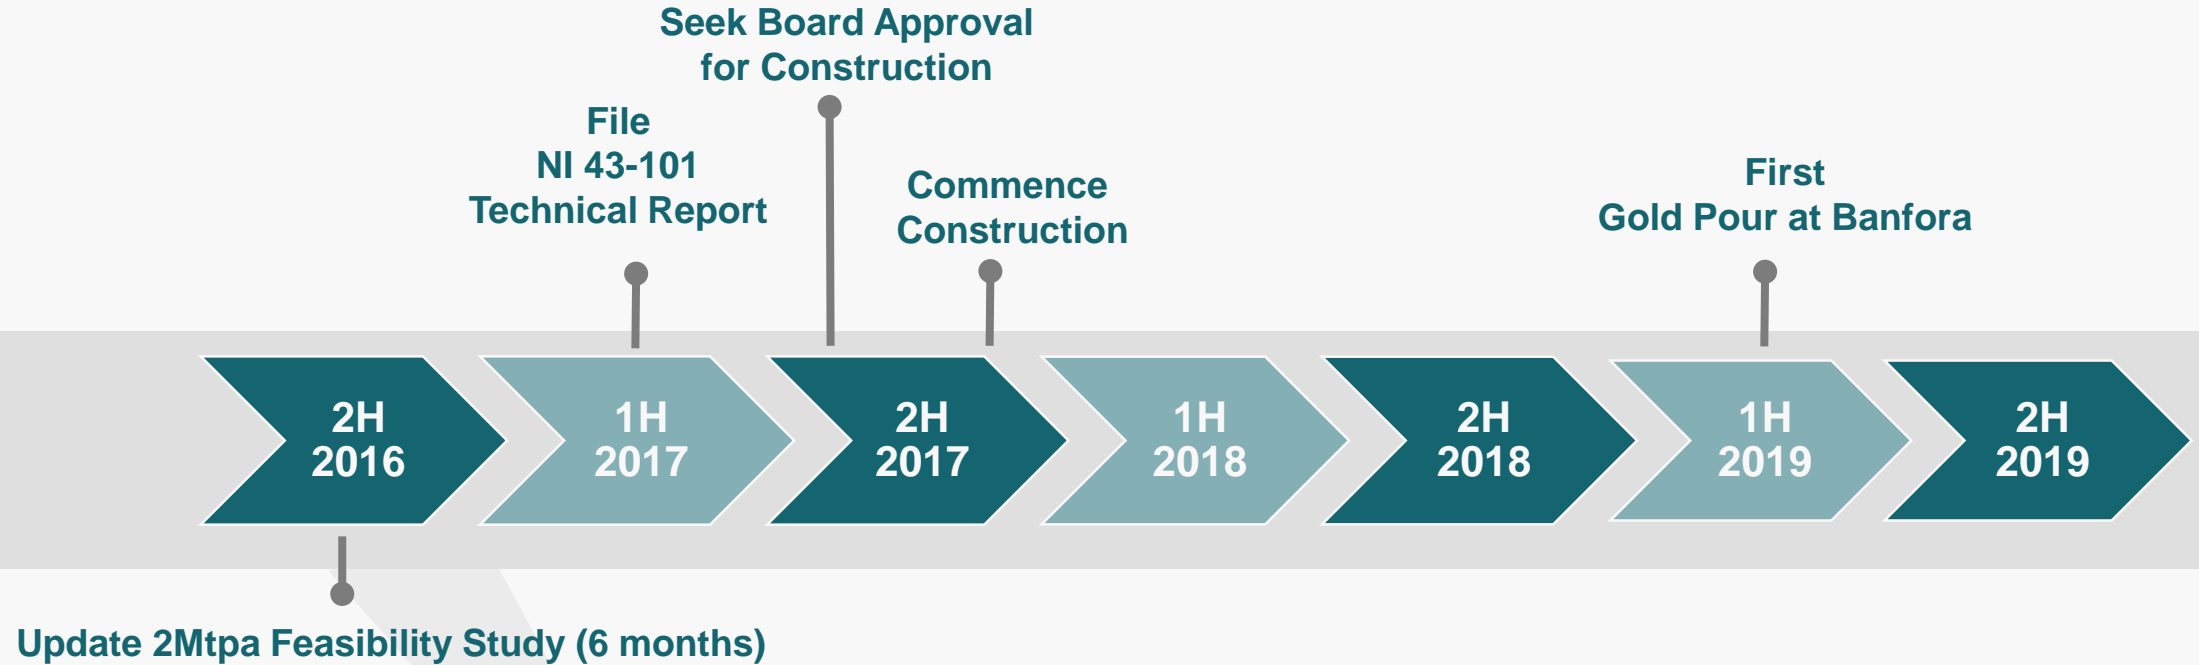 Seek Board Approval
for Construction
File
NI 43-101
Technical Report
Commence
Construction
First
Gold Pour at Banfora
2H
2016
1H
2017
2H
2017
1H
2018
2H
2018
1H
2019
2H
2019
Update 2Mtpa Feasibility Study (6 months)